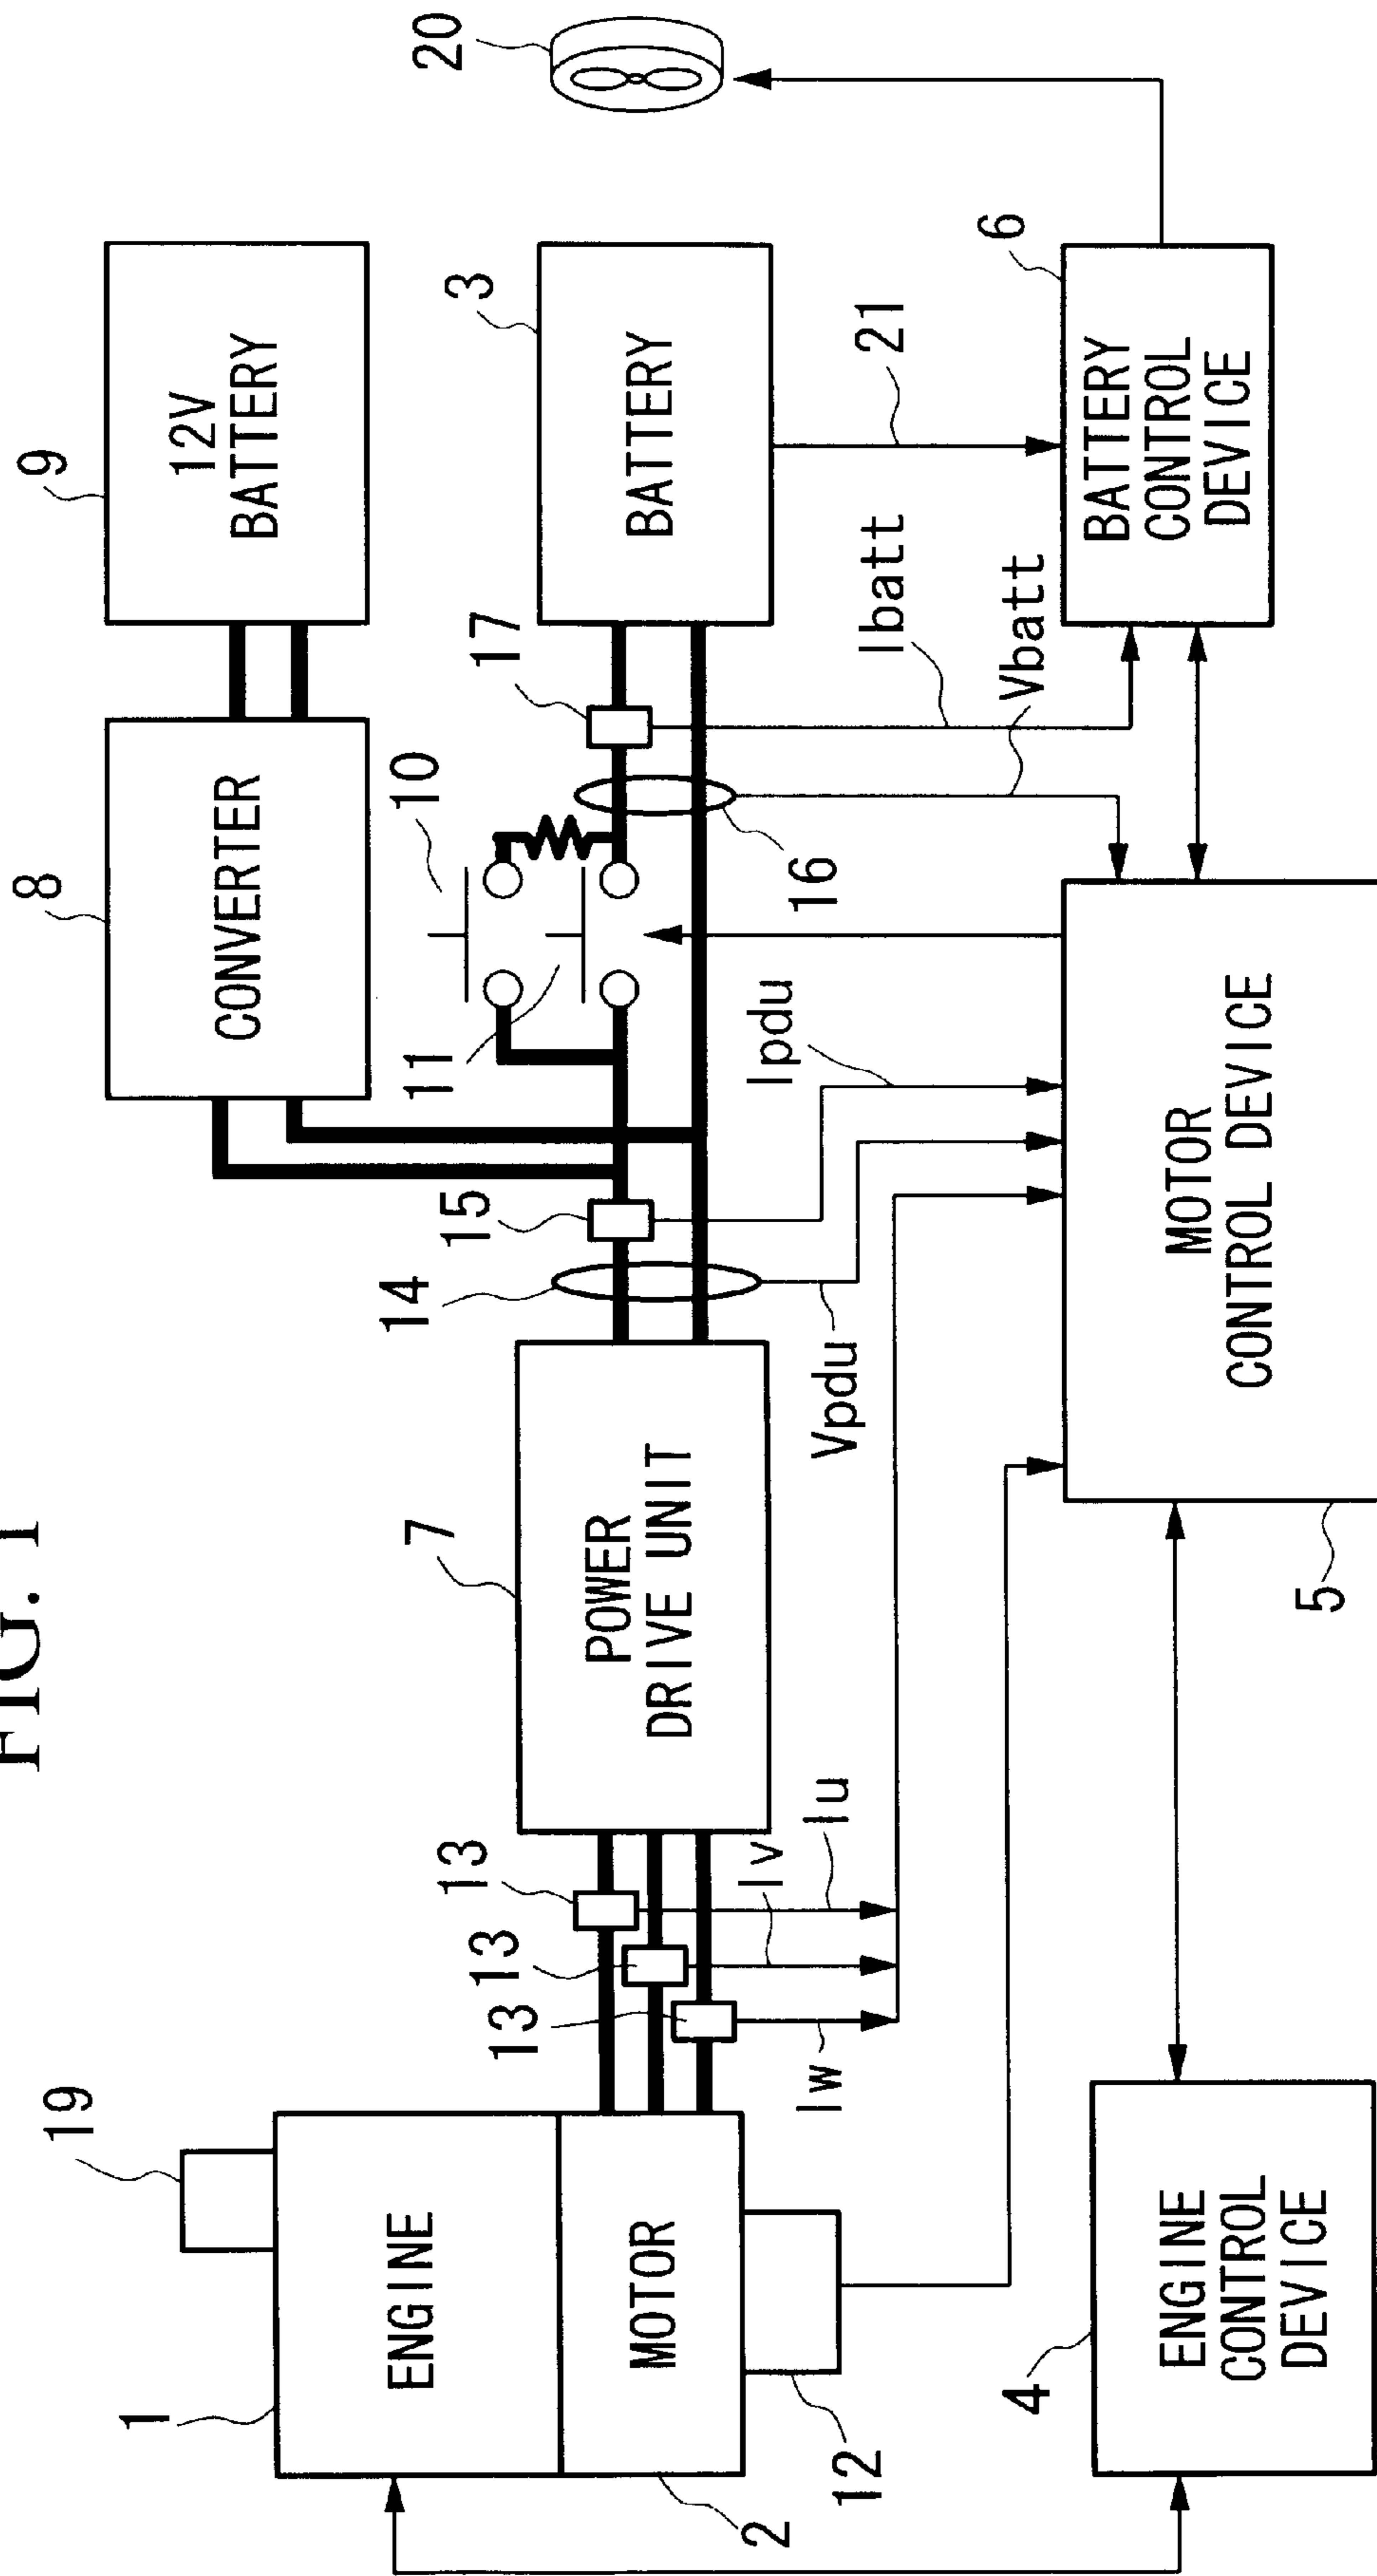 FIG. 1
19
1
ENGINE
MOTOR
2
12
13
13
13
Iu
Iv
Iw
7
POWER
DRIVE UNIT
14
15
Vpdu
Ipdu
8
CONVERTER
9
12V
BATTERY
10
11
16
17
3
BATTERY
20
21
Ibatt
Vbatt
4
ENGINE
CONTROL
DEVICE
5
MOTOR
CONTROL DEVICE
6
BATTERY
CONTROL
DEVICE